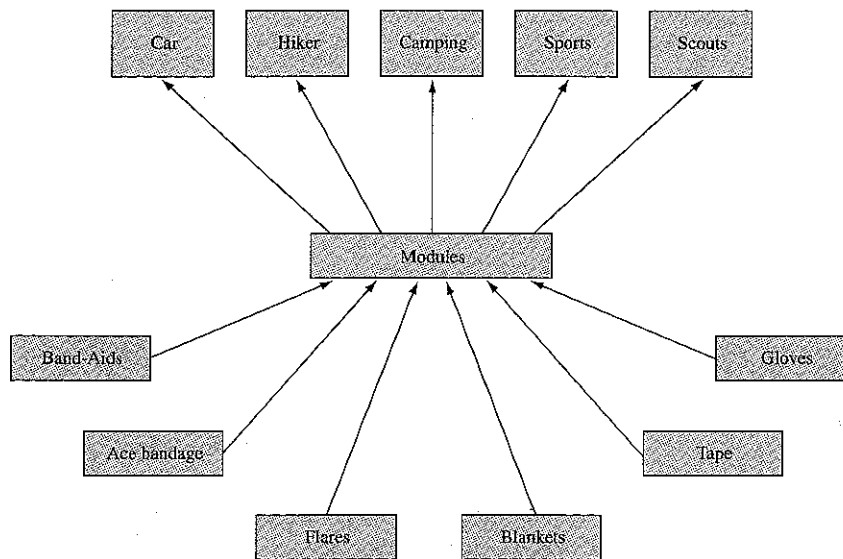 Car
Hiker
Camping
Sports
Scouts
Modules
Band-Aids
Gloves
Ace bandage
Tape
Flares
Blankets